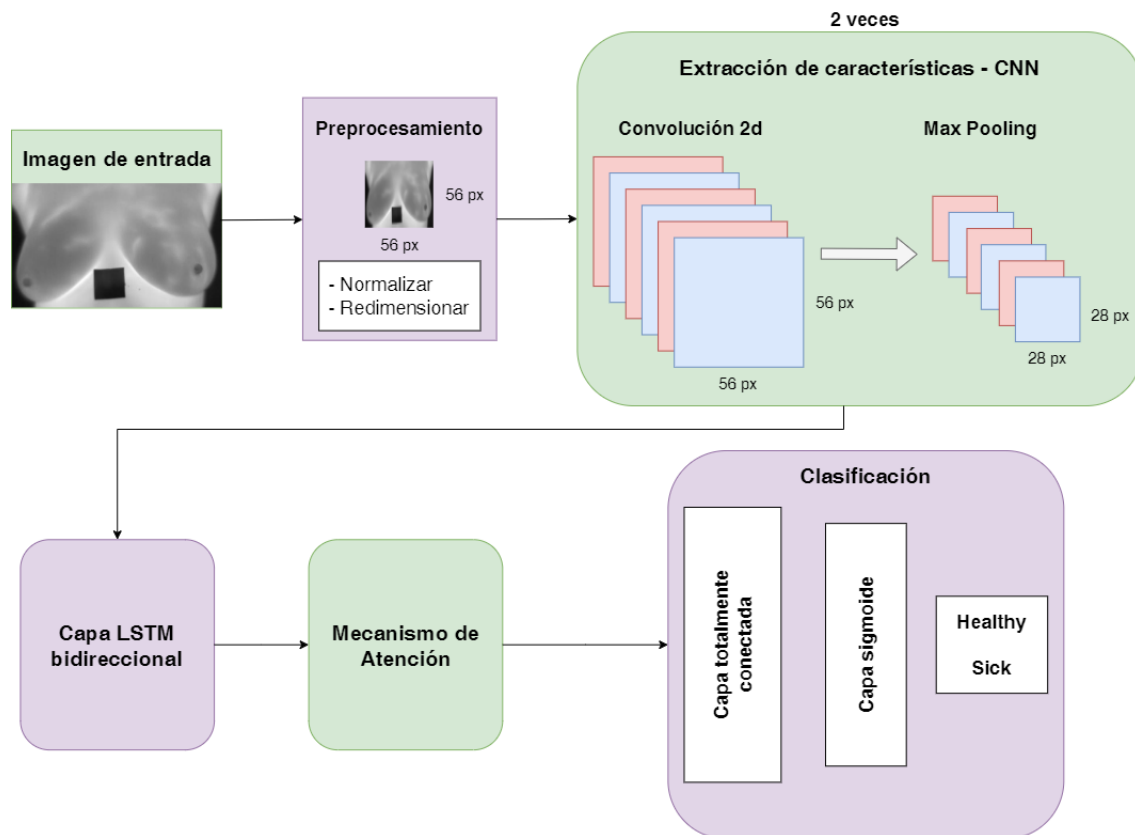 2 veces
Extracción de características - CNN
Imagen de entrada
Preprocesamiento
56 px
56 px
- Normalizar
- Redimensionar
Convolución 2d
Max Pooling
56 px
56 px
28 px
28 px
Capa LSTM
bidireccional
Mecanismo de
Atención
Clasificación
Capa totalmente
conectada
Capa sigmoide
Healthy
Sick